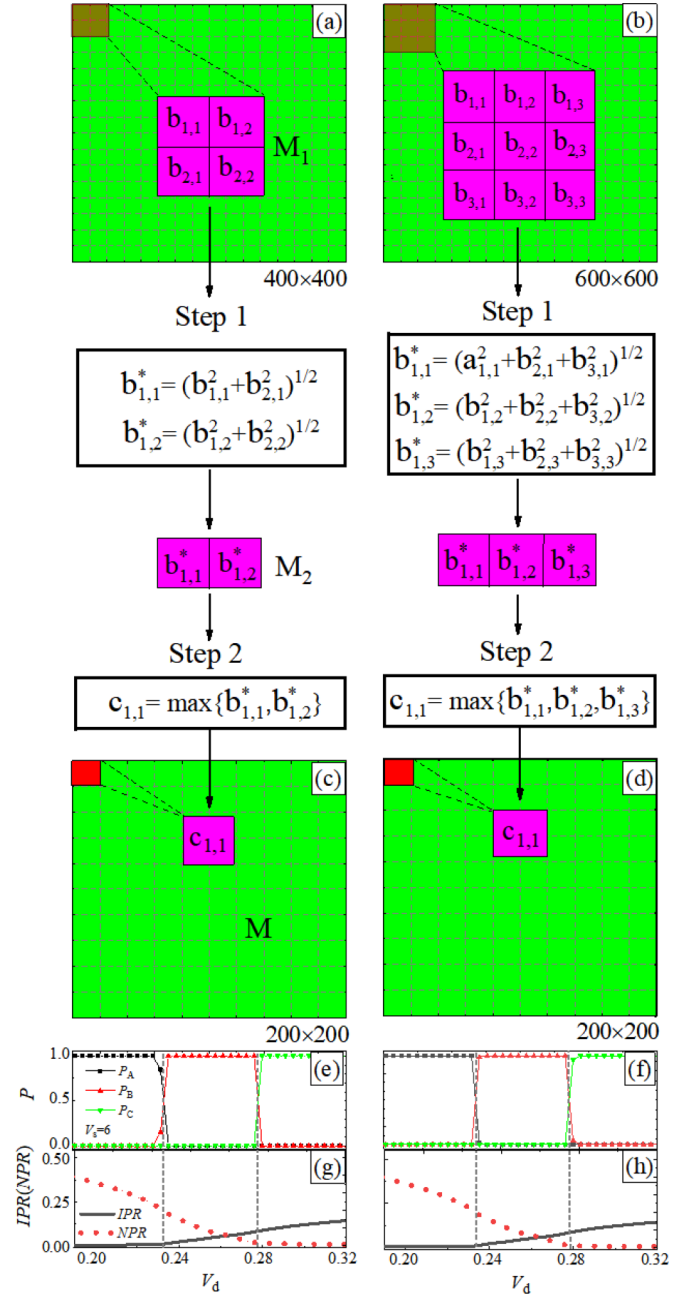 (a)
b1,1 b1,2
b2,1 b2,2
M1
400×400
Step 1
b*1,1= (b²1,1+b²2,1)1/2
b*1,2= (b²1,2+b²2,2)1/2
b*1,1 b*1,2
M2
Step 2
c1,1= max{b*1,1,b*1,2}
(c)
c1,1
M
200×200
(b)
b1,1 b1,2 b1,3
b2,1 b2,2 b2,3
b3,1 b3,2 b3,3
600×600
Step 1
b*1,1= (a²1,1+b²2,1+b²3,1)1/2
b*1,2= (b²1,2+b²2,2+b²3,2)1/2
b*1,3= (b²1,3+b²2,3+b²3,3)1/2
b*1,1 b*1,2 b*1,3
Step 2
c1,1= max{b*1,1,b*1,2,b*1,3}
(d)
c1,1
200×200
(e)
P
1.0
0.5
0.0
PA
PB
PC
Vs=6
(f)
(g)
IPR(NPR)
0.50
0.25
0.00
IPR
NPR
0.20 0.24 0.28 0.32
Vd
(h)
0.20 0.24 0.28 0.32
Vd